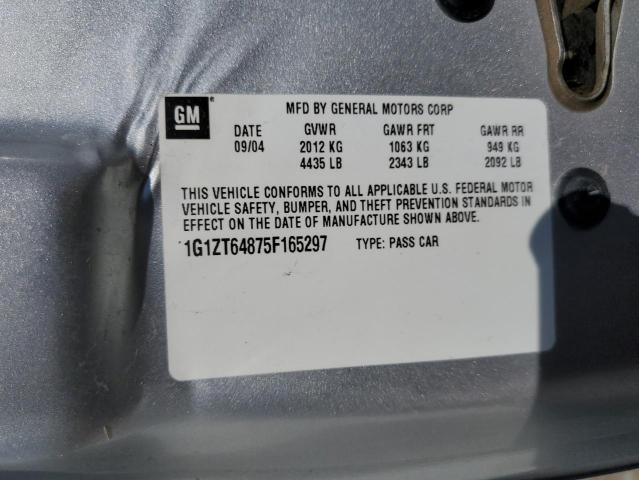 GM ®
MFD BY GENERAL MOTORS CORP
DATE GVWR GAWR FRT GAWR RR
09/04 2012 KG 1063 KG 949 KG
4435 LB 2343 LB 2092 LB
THIS VEHICLE CONFORMS TO ALL APPLICABLE U.S. FEDERAL MOTOR
VEHICLE SAFETY, BUMPER, AND THEFT PREVENTION STANDARDS IN
EFFECT ON THE DATE OF MANUFACTURE SHOWN ABOVE.
1G1ZT64875F165297 TYPE: PASS CAR